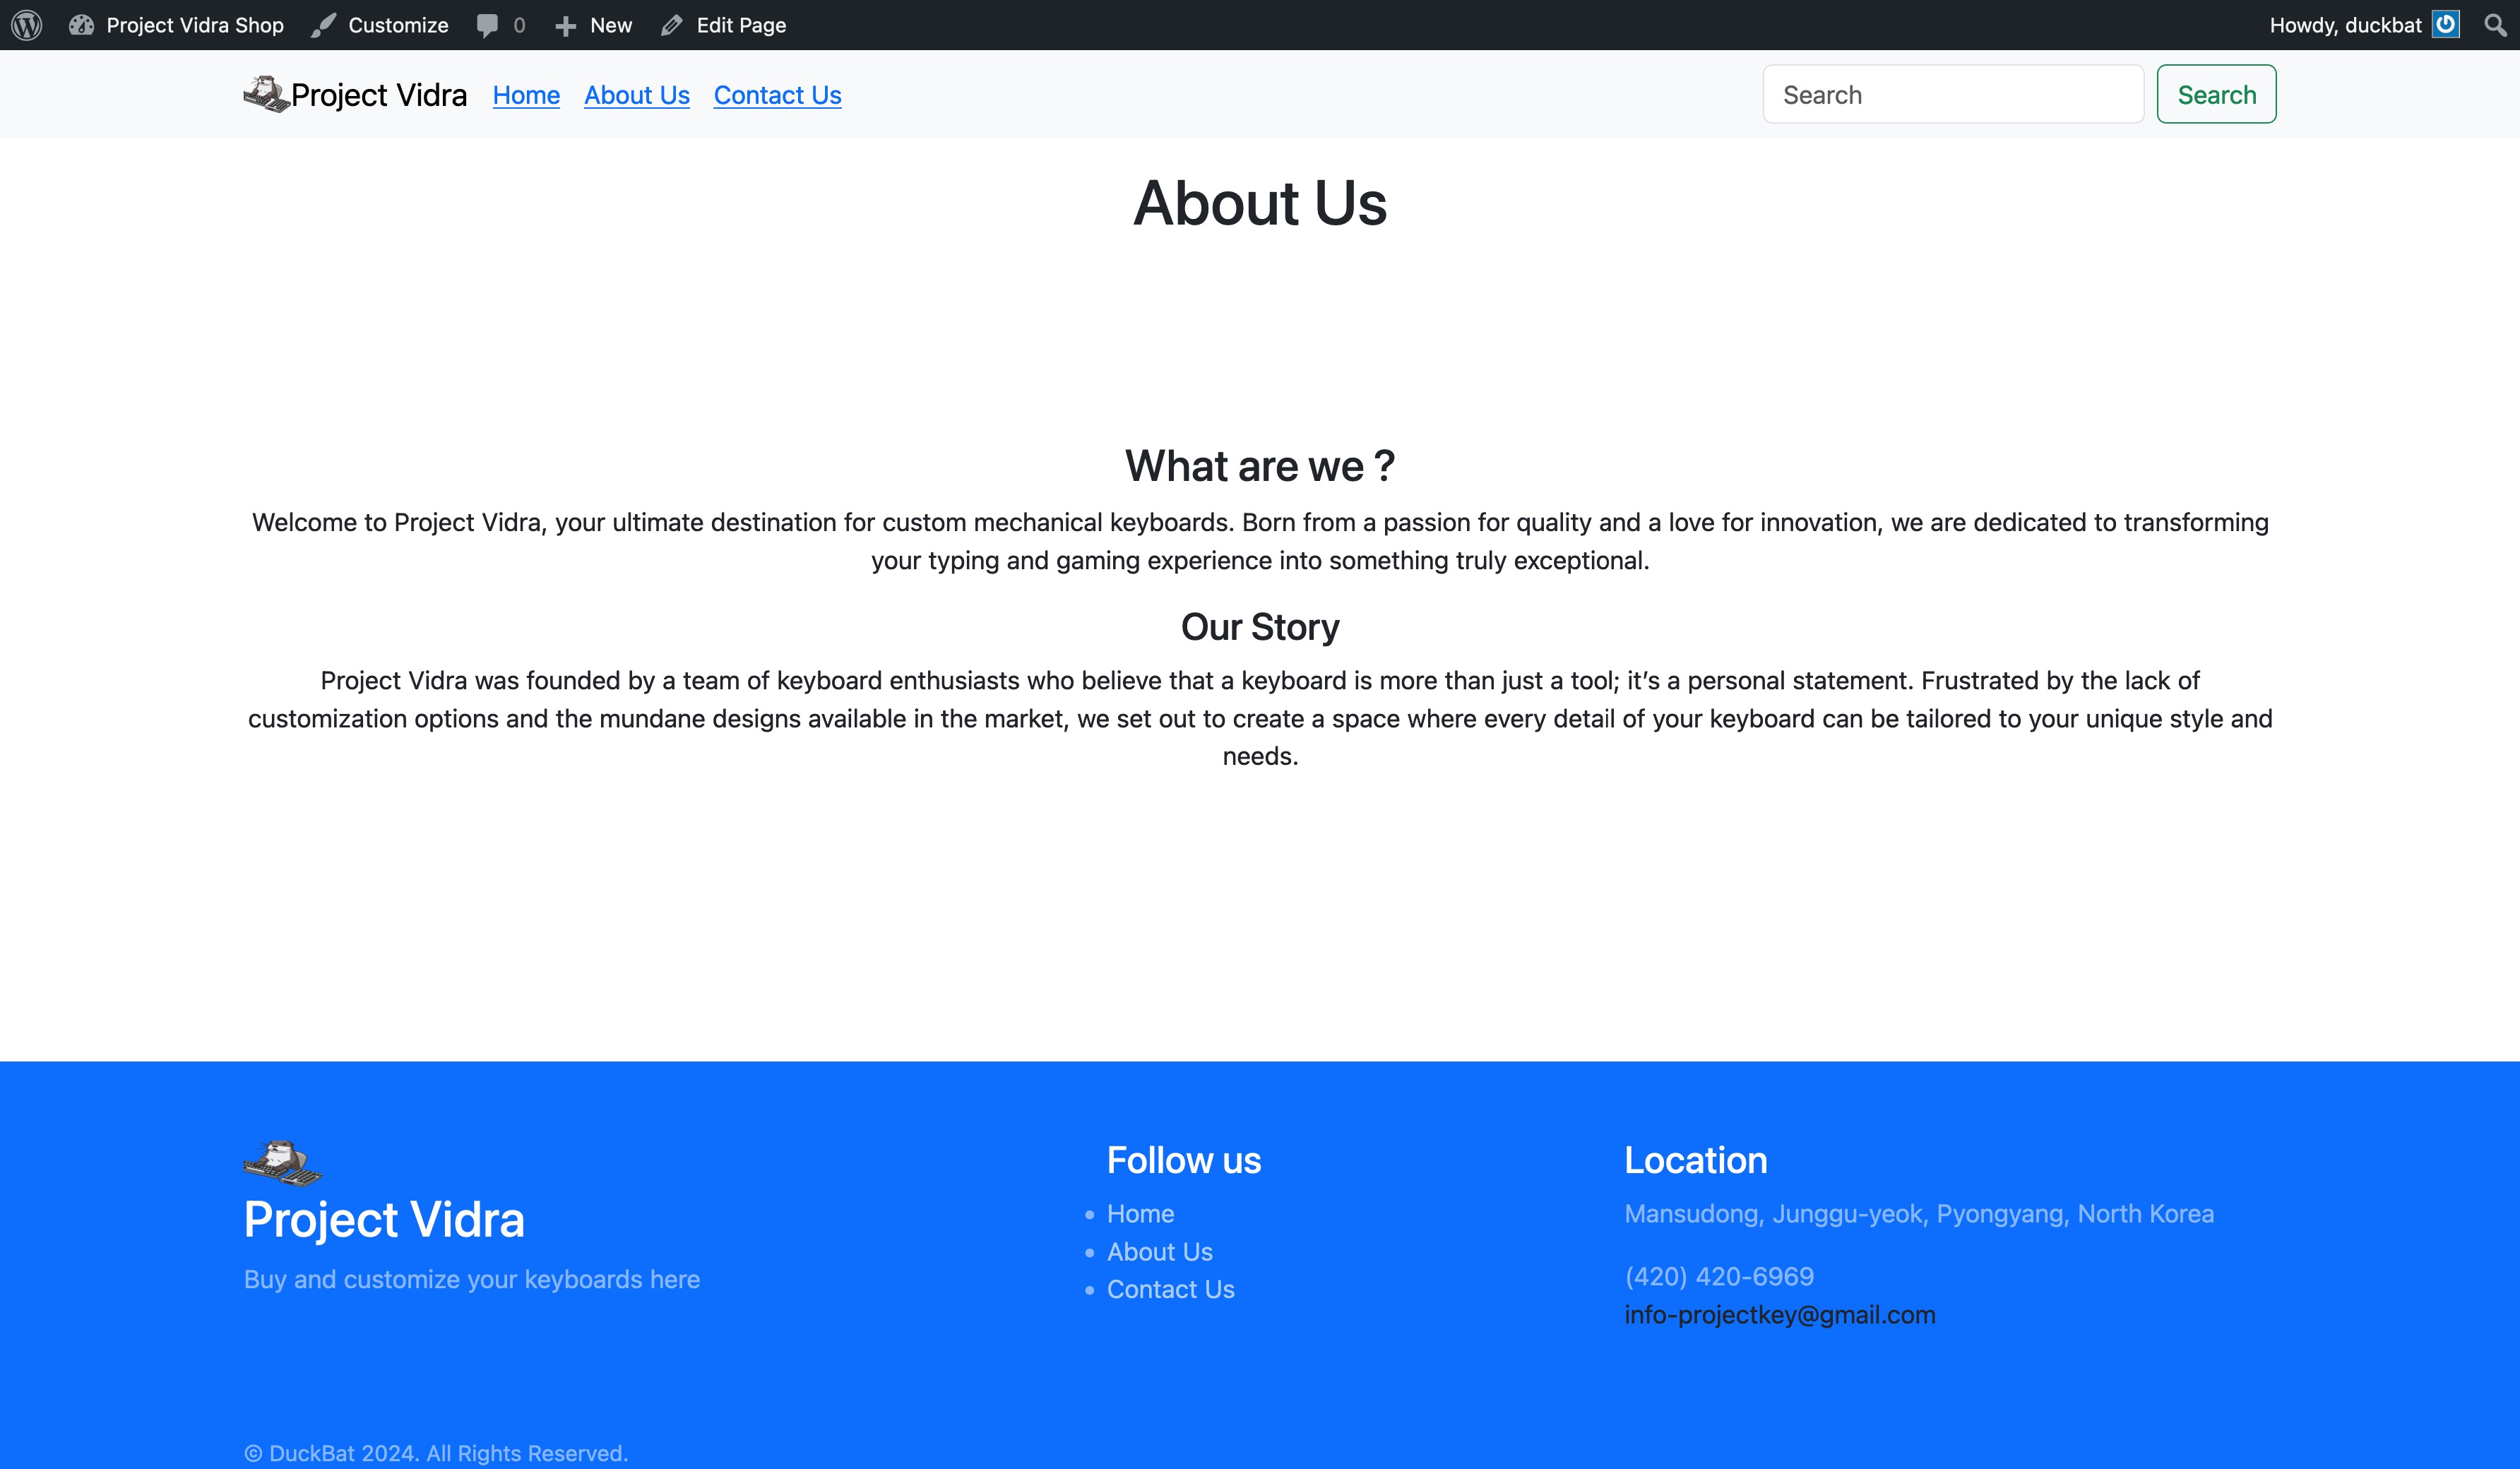 Project Vidra Shop Customize 0 New Edit Page Howdy, duckbat
Project Vidra Home About Us Contact Us Search Search
About Us
What are we ?
Welcome to Project Vidra, your ultimate destination for custom mechanical keyboards. Born from a passion for quality and a love for innovation, we are dedicated to transforming
your typing and gaming experience into something truly exceptional.
Our Story
Project Vidra was founded by a team of keyboard enthusiasts who believe that a keyboard is more than just a tool; it’s a personal statement. Frustrated by the lack of
customization options and the mundane designs available in the market, we set out to create a space where every detail of your keyboard can be tailored to your unique style and
needs.
Project Vidra
Buy and customize your keyboards here
Follow us
Home
About Us
Contact Us
Location
Mansudong, Junggu-yeok, Pyongyang, North Korea
(420) 420-6969
info-projectkey@gmail.com
© DuckBat 2024. All Rights Reserved.